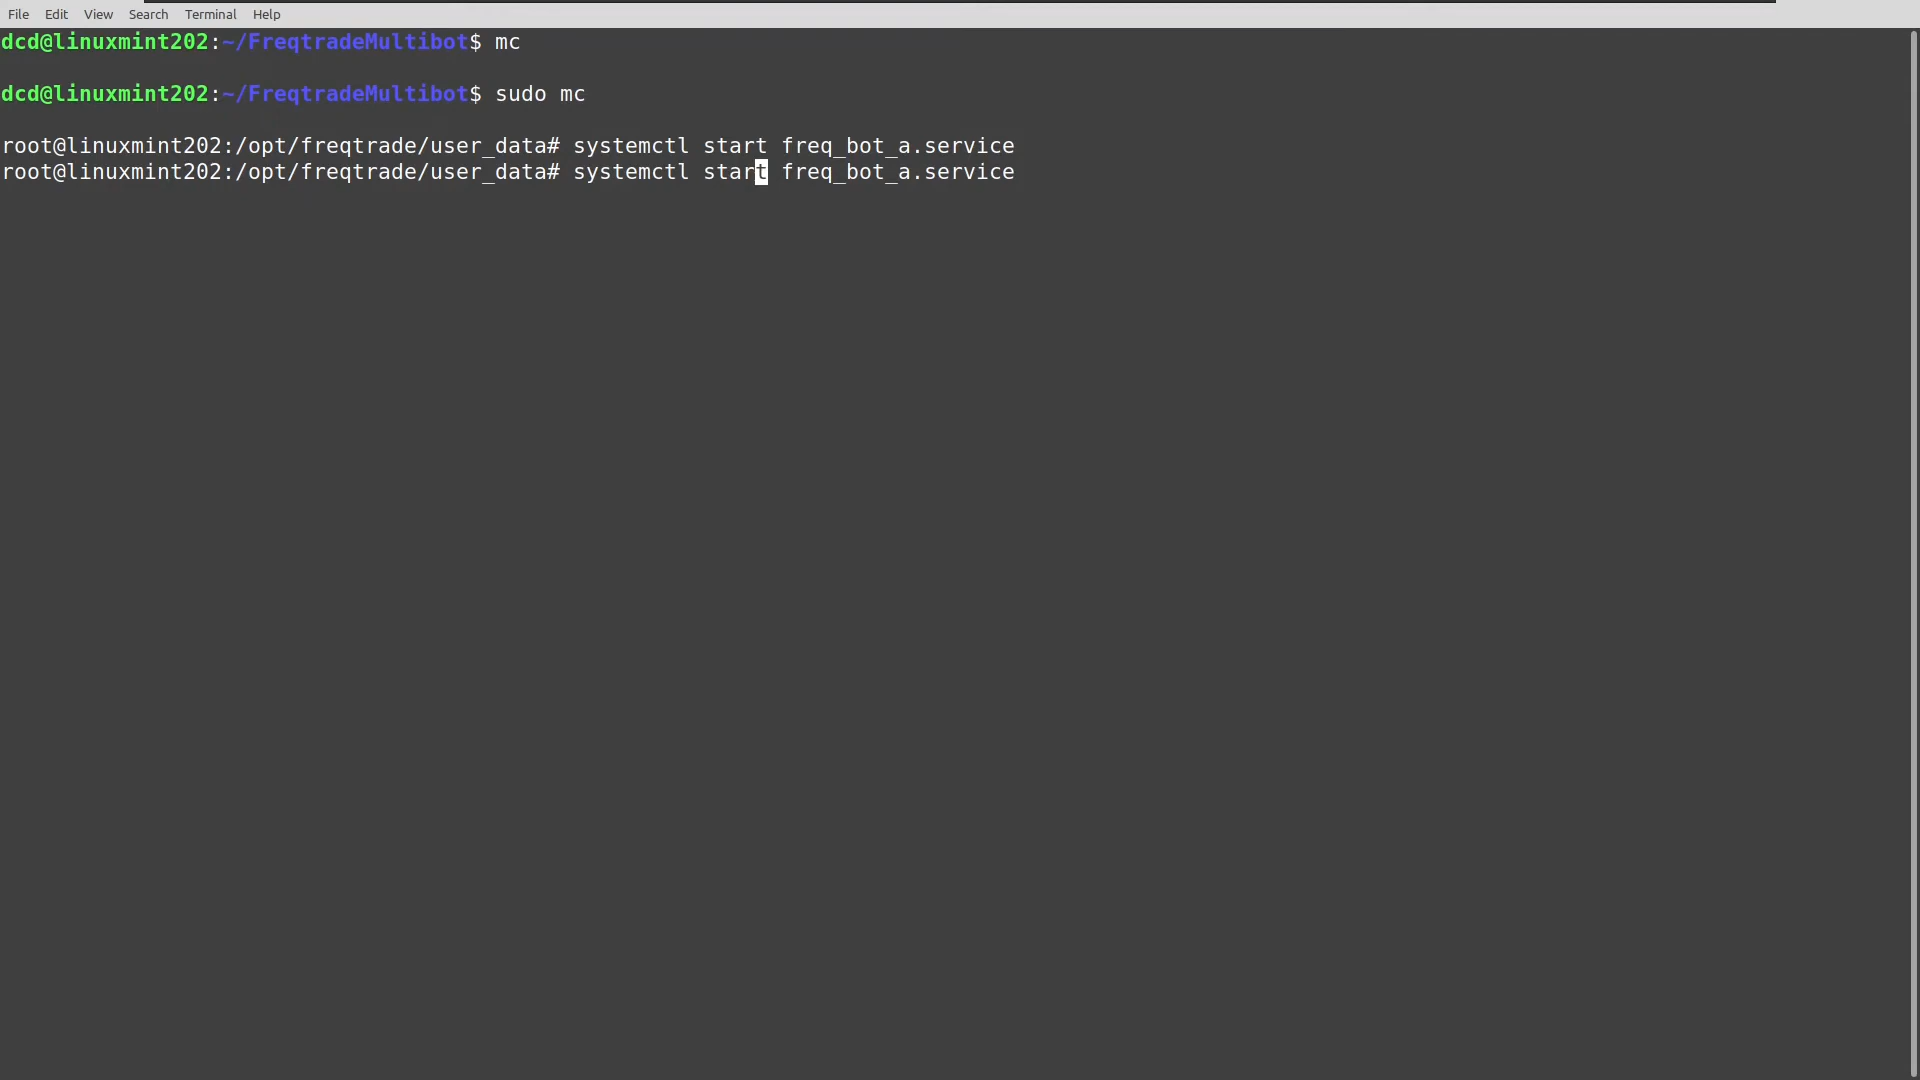 File Edit View Search Terminal Help
dcd@linuxmint202:~/FreqtradeMultibot$ mc
dcd@linuxmint202:~/FreqtradeMultibot$ sudo mc
root@linuxmint202:/opt/freqtrade/user_data# systemctl start freq_bot_a.service
root@linuxmint202:/opt/freqtrade/user_data# systemctl start freq_bot_a.service